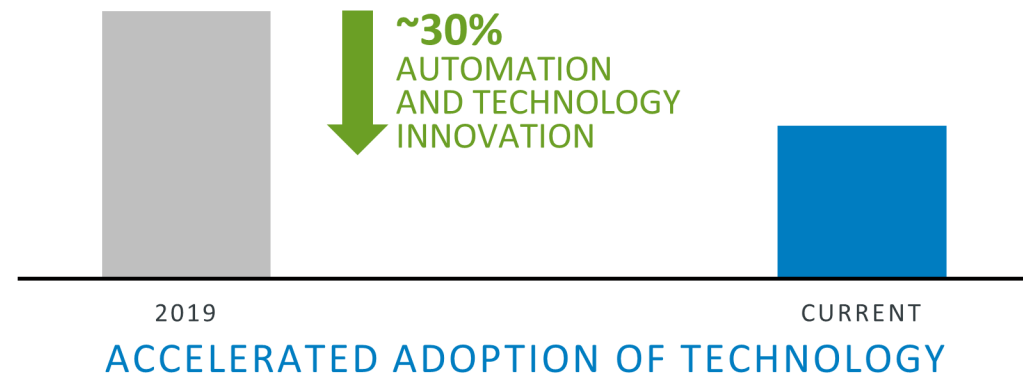 ~30%
AUTOMATION
AND TECHNOLOGY
INNOVATION
2019
CURRENT
ACCELERATED ADOPTION OF TECHNOLOGY